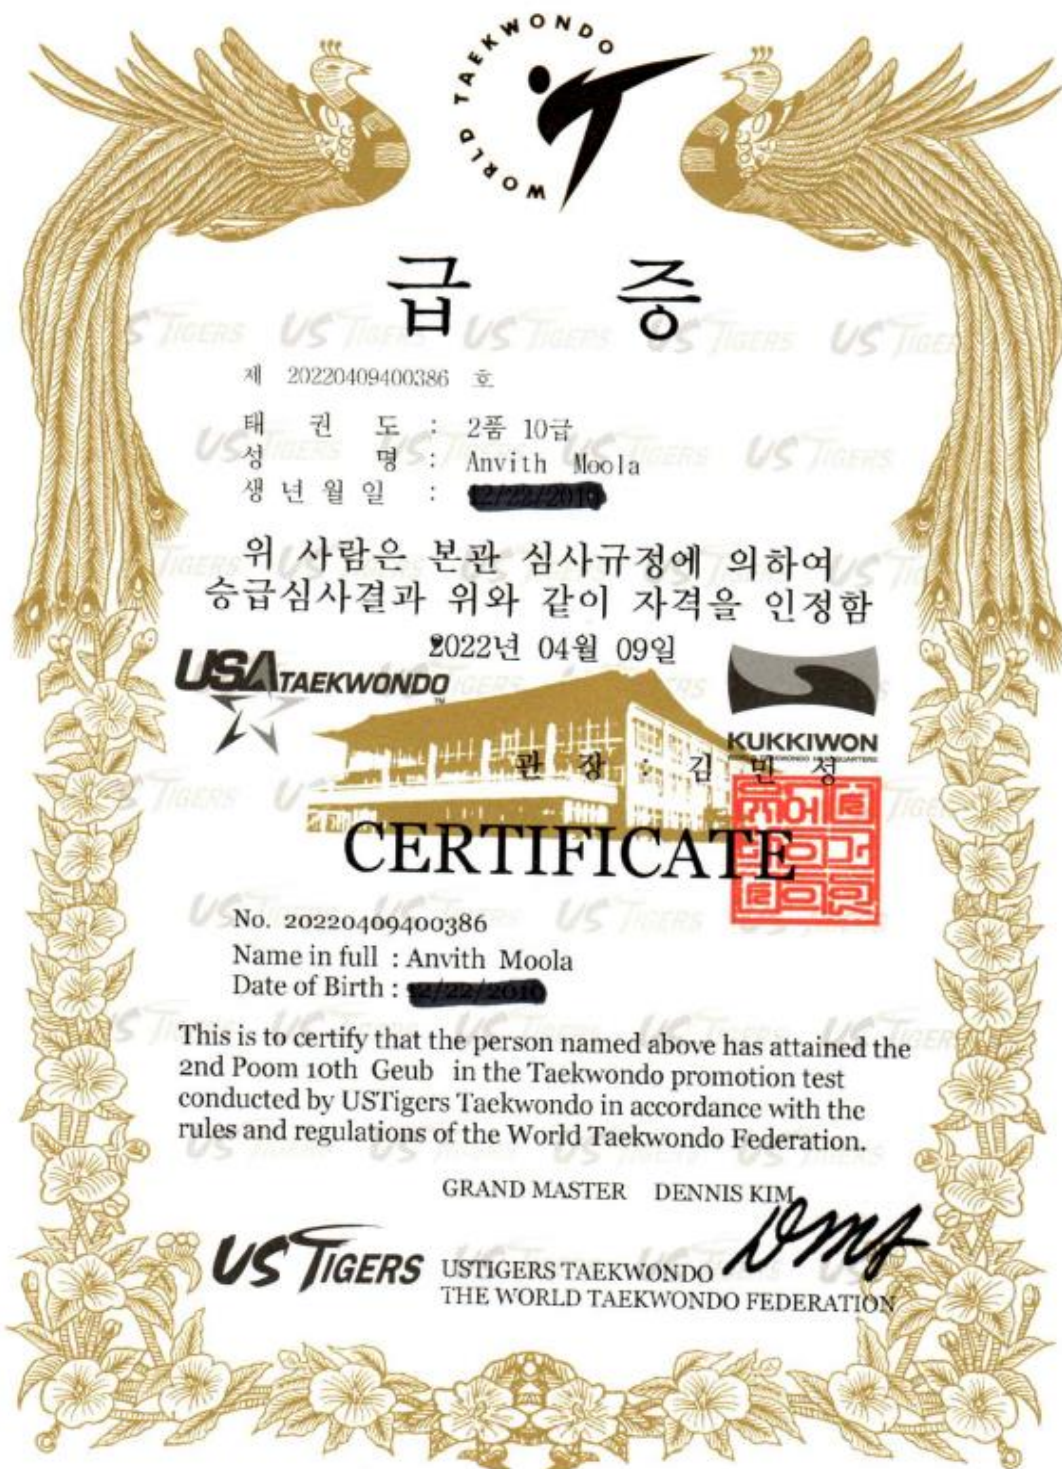 WORLD TAEKWONDO
급 증
제 20220409400386 호
태 권 도 : 2품 10급
성 명 : Anvith Moola
생 년 월 일 :
위 사람은 본관 심사규정에 의하여
승급심사결과 위와 같이 자격을 인정함
2022년 04월 09일
USA TAEKWONDO
KUKKIWON
관 장 : 김 민 성
CERTIFICATE
No. 20220409400386
Name in full : Anvith Moola
Date of Birth :
This is to certify that the person named above has attained the
2nd Poom 10th Geub in the Taekwondo promotion test
conducted by USTigers Taekwondo in accordance with the
rules and regulations of the World Taekwondo Federation.
GRAND MASTER DENNIS KIM
US TIGERS
USTIGERS TAEKWONDO
THE WORLD TAEKWONDO FEDERATION